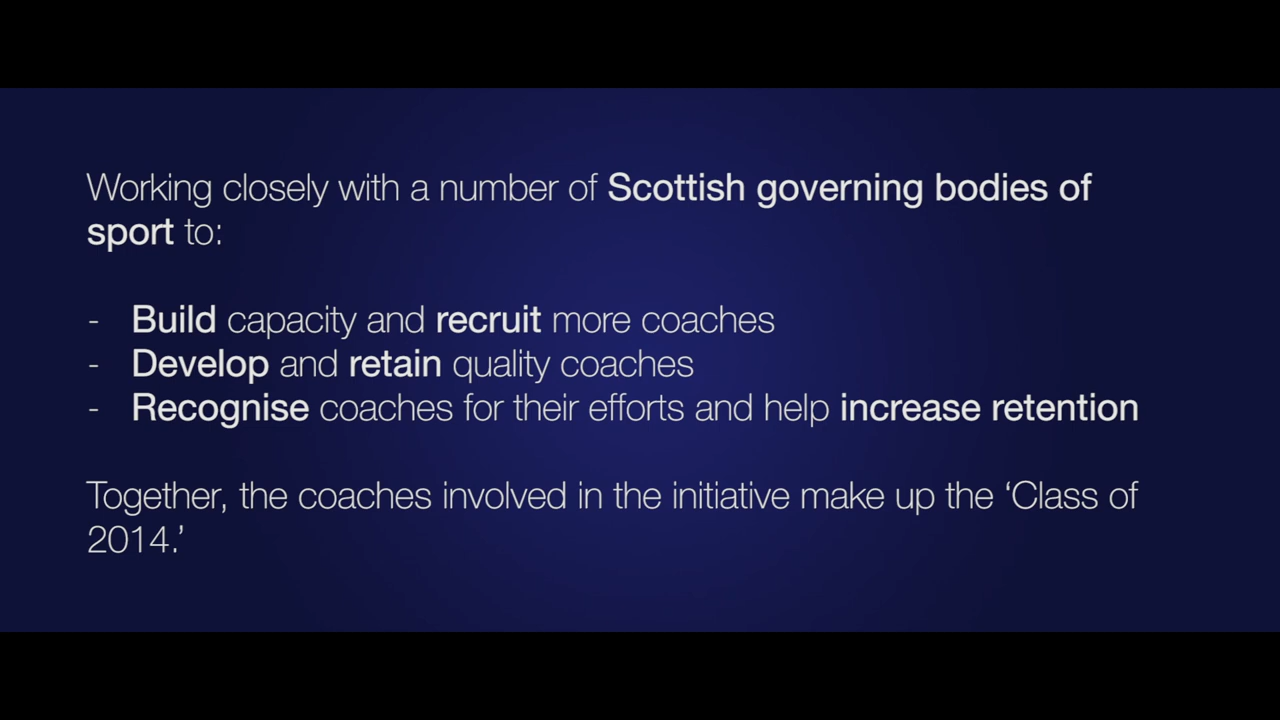 Working closely with a number of Scottish governing bodies of
sport to:
- Build capacity and recruit more coaches
- Develop and retain quality coaches
- Recognise coaches for their efforts and help increase retention
Together, the coaches involved in the initiative make up the ‘Class of
2014.’